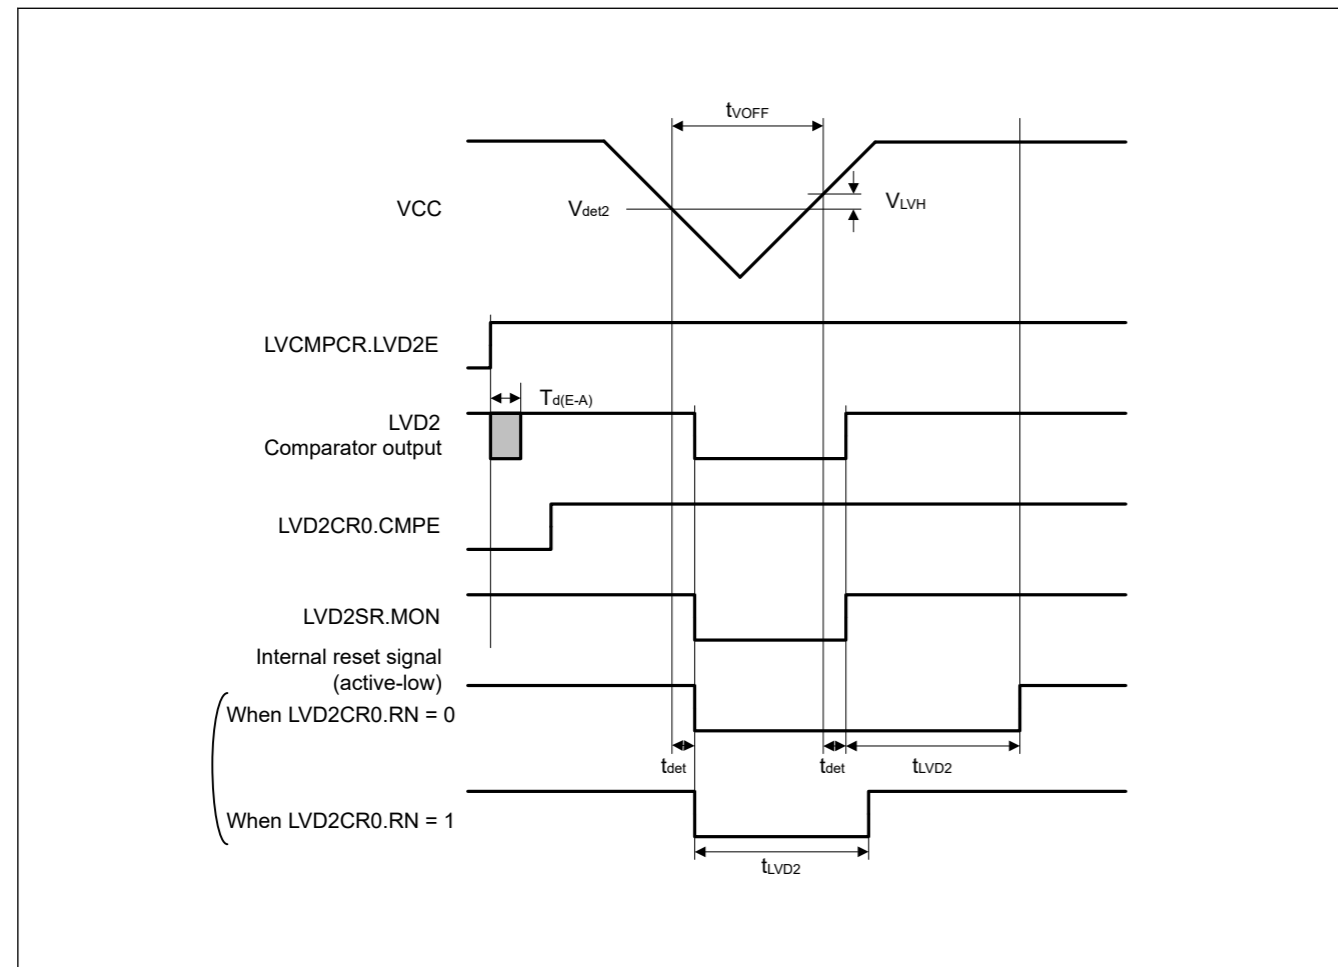 tVOFF
VCC
Vdet2
VLVH
LVCMPCR.LVD2E
Td(E-A)
LVD2
Comparator output
LVD2CR0.CMPE
LVD2SR.MON
Internal reset signal
(active-low)
When LVD2CR0.RN = 0
tdet
tdet
tLVD2
When LVD2CR0.RN = 1
tLVD2